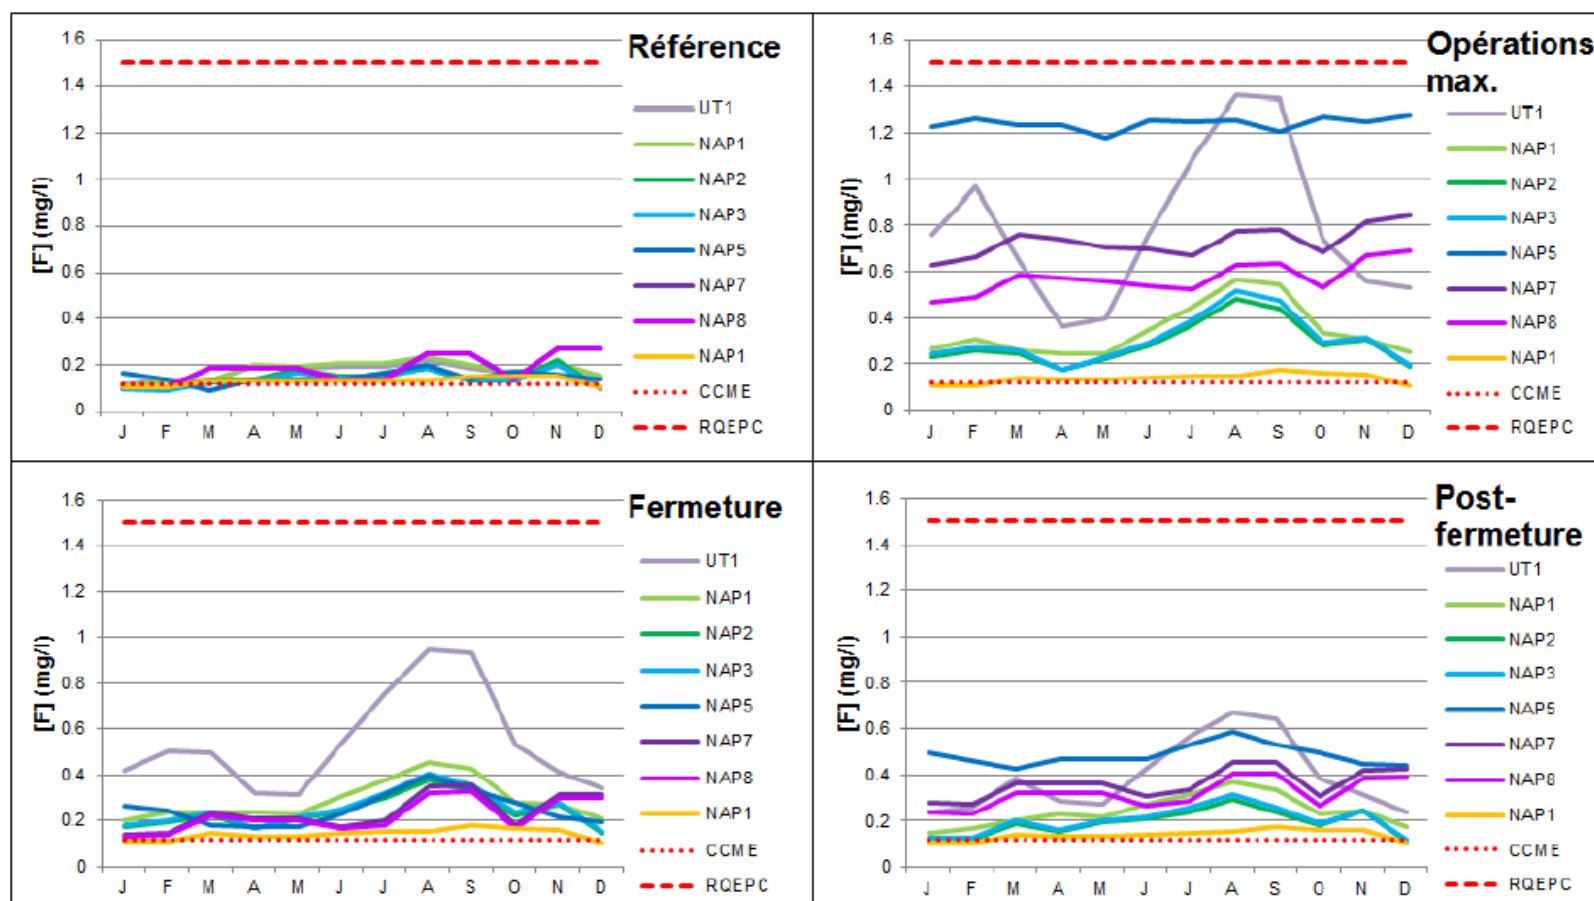 Référence
[F] (mg/l)
1.6
1.4
1.2
1
0.8
0.6
0.4
0.2
0
J F M A M J J A S O N D
UT1
NAP1
NAP2
NAP3
NAP5
NAP7
NAP8
NAP1
CCME
RQEPC
Opérations
max.
[F] (mg/l)
1.6
1.4
1.2
1
0.8
0.6
0.4
0.2
0
J F M A M J J A S O N D
UT1
NAP1
NAP2
NAP3
NAP5
NAP7
NAP8
NAP1
CCME
RQEPC
Fermeture
[F] (mg/l)
1.6
1.4
1.2
1
0.8
0.6
0.4
0.2
0
J F M A M J J A S O N D
UT1
NAP1
NAP2
NAP3
NAP5
NAP7
NAP8
NAP1
CCME
RQEPC
Post-
fermeture
[F] (mg/l)
1.6
1.4
1.2
1
0.8
0.6
0.4
0.2
0
J F M A M J J A S O N D
UT1
NAP1
NAP2
NAP3
NAP5
NAP7
NAP8
NAP1
CCME
RQEPC